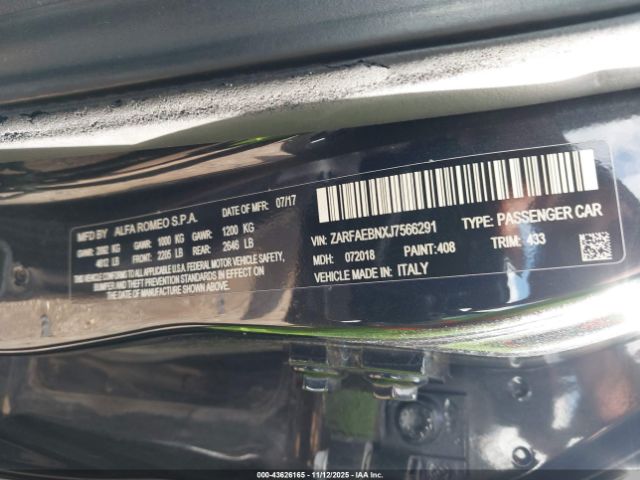 MFD BY ALFA ROMEO S.P.A. DATE OF MFR. 07/17
GVWR: 2092 KG GAWR: 1000 KG GAWR: 1200 KG
4612 LB FRONT: 2205 LB REAR: 2646 LB
THIS VEHICLE CONFORMS TO ALL APPLICABLE U.S.A. FEDERAL MOTOR VEHICLE SAFETY,
BUMPER AND THEFT PREVENTION STANDARDS IN EFFECT
ON THE DATE OF MANUFACTURE SHOWN ABOVE.
VIN: ZARFAEBNXJ7566291 TYPE: PASSENGER CAR
MDH: 072018 PAINT: 408 TRIM: 433
VEHICLE MADE IN: ITALY
000-43626165 - 11/12/2025 - IAAI.COM